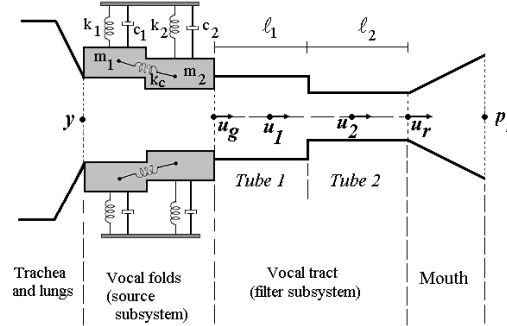 k1 c1 k2 c2 ℓ1 ℓ2
m1 kc m2
y ug u1 u2 ur p
Tube 1 Tube 2
Trachea and lungs
Vocal folds (source subsystem)
Vocal tract (filter subsystem)
Mouth